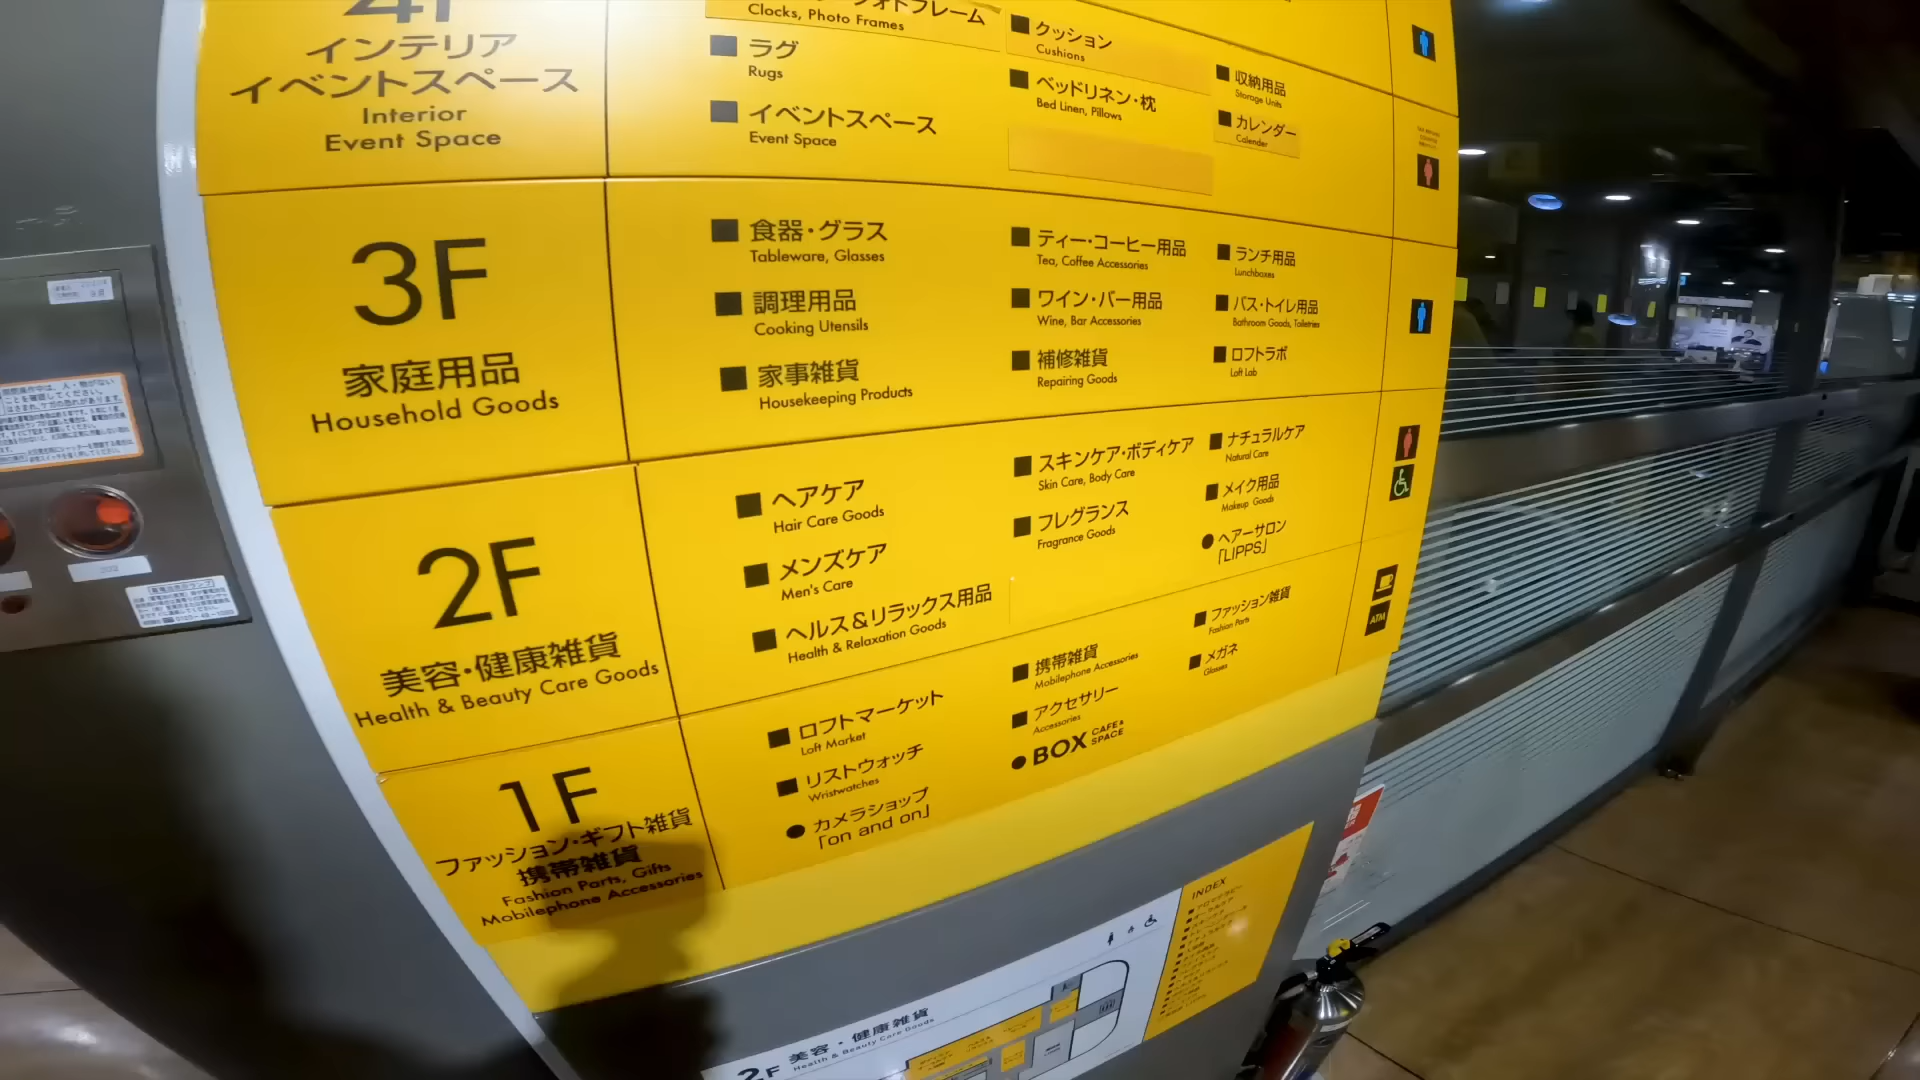 4F
インテリア
イベントスペース
Interior
Event Space
Clocks, Photo Frames
ラグ
Rugs
イベントスペース
Event Space
クッション
Cushions
ベッドリネン・枕
Bed Linen, Pillows
収納用品
Storage Units
カレンダー
Calender
3F
家庭用品
Household Goods
食器・グラス
Tableware, Glasses
調理用品
Cooking Utensils
家事雑貨
Housekeeping Products
ティー・コーヒー用品
Tea, Coffee Accessories
ワイン・バー用品
Wine, Bar Accessories
補修雑貨
Repairing Goods
ランチ用品
Lunchboxes
バス・トイレ用品
Bathroom Goods, Toiletries
ロフトラボ
Loft Lab
2F
美容・健康雑貨
Health & Beauty Care Goods
ヘアケア
Hair Care Goods
メンズケア
Men's Care
ヘルス&リラックス用品
Health & Relaxation Goods
スキンケア・ボディケア
Skin Care, Body Care
フレグランス
Fragrance Goods
ナチュラルケア
Natural Care
メイク用品
Makeup Goods
ヘアーサロン
「LIPPS」
1F
ファッション・ギフト雑貨
携帯雑貨
Fashion Parts, Gifts
Mobilephone Accessories
ロフトマーケット
Loft Market
リストウォッチ
Wristwatches
カメラショップ
「on and on」
携帯雑貨
Mobilephone Accessories
アクセサリー
Accessories
BOX CAFE& SPACE
ファッション雑貨
Fashion Parts
メガネ
Glasses
ATM
INDEX
2F
美容・健康雑貨
Health & Beauty Care Goods